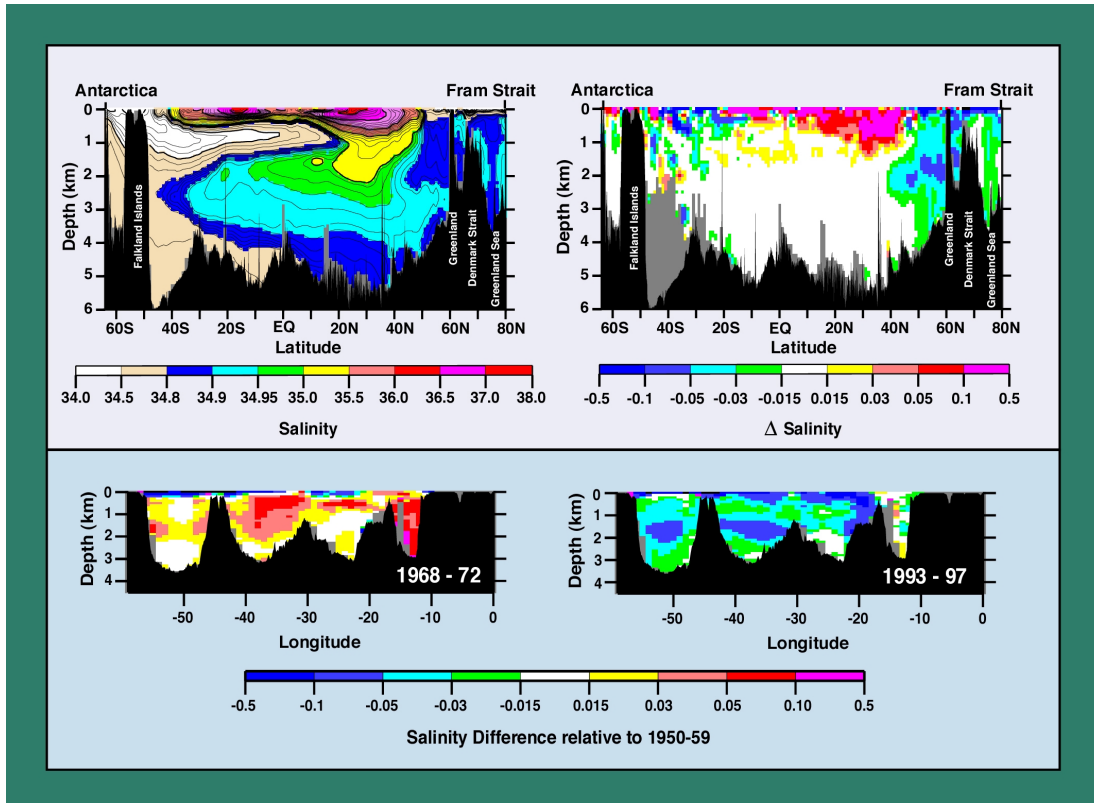 Antarctica Fram Strait
0
1
2
3
4
5
6
Depth (km)
Falkland Islands
Greenland
Denmark Strait
Greenland Sea
60S 40S 20S EQ 20N 40N 60N 80N
Latitude
34.0 34.5 34.8 34.9 34.95 35.0 35.5 36.0 36.5 37.0 38.0
Salinity
Antarctica Fram Strait
0
1
2
3
4
5
6
Depth (km)
Falkland Islands
Greenland
Denmark Strait
Greenland Sea
60S 40S 20S EQ 20N 40N 60N 80N
Latitude
-0.5 -0.1 -0.05 -0.03 -0.015 0.015 0.03 0.05 0.1 0.5
Δ Salinity
0
1
2
3
4
Depth (km)
1968 - 72
-50 -40 -30 -20 -10 0
Longitude
0
1
2
3
4
Depth (km)
1993 - 97
-50 -40 -30 -20 -10 0
Longitude
-0.5 -0.1 -0.05 -0.03 -0.015 0.015 0.03 0.05 0.10 0.5
Salinity Difference relative to 1950-59